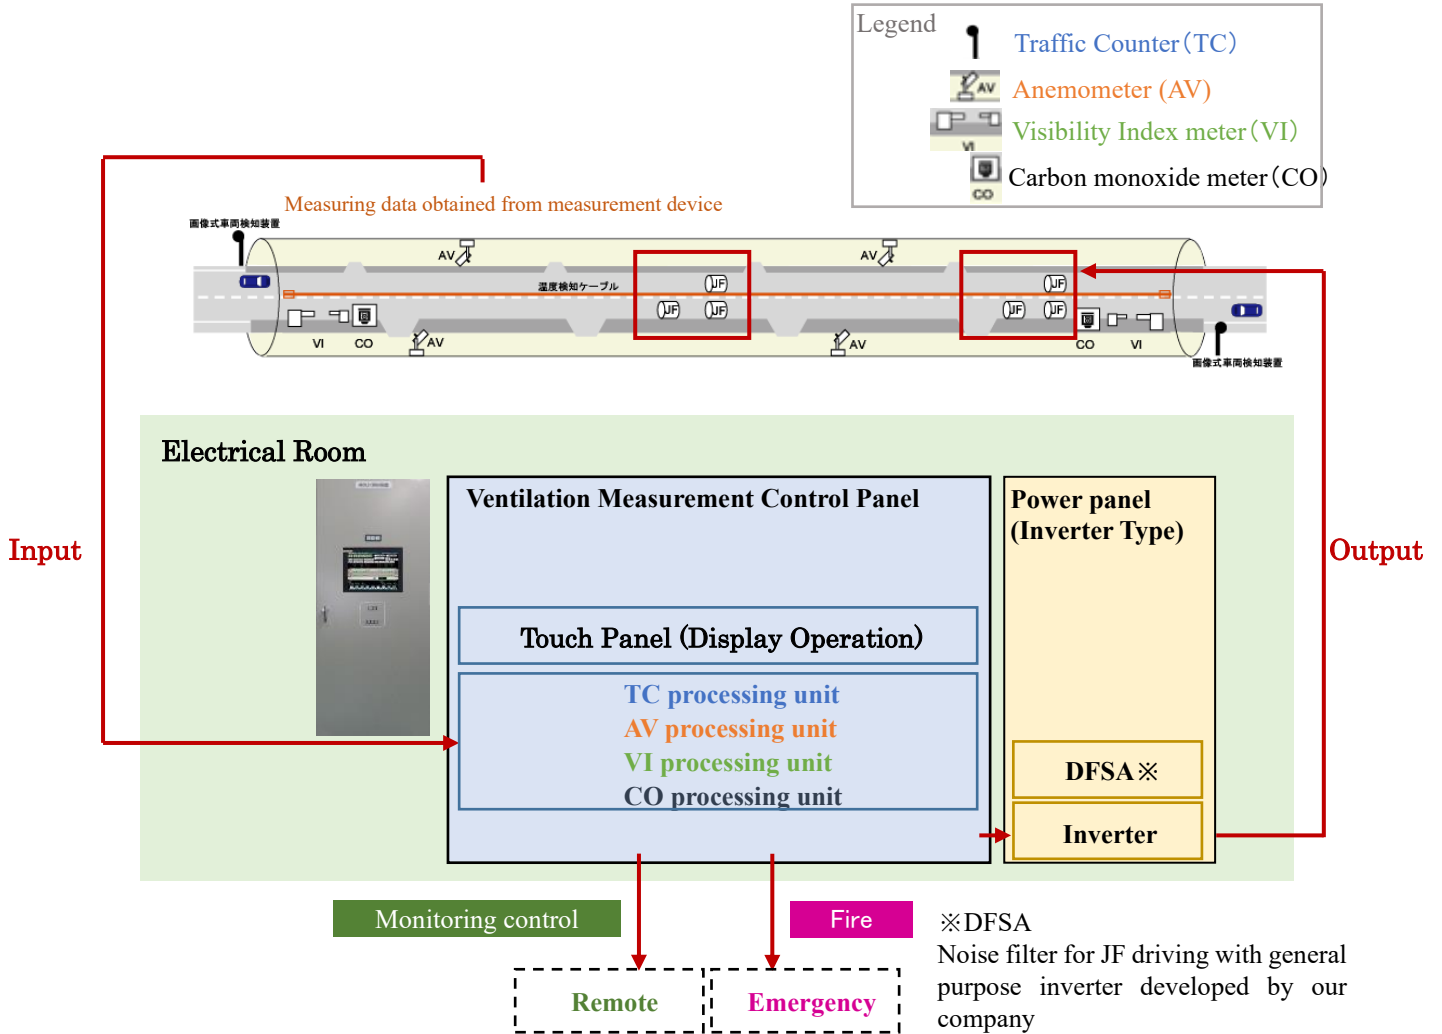 Legend
Traffic Counter（TC）
AV
Anemometer (AV)
Visibility Index meter（VI）
VI
Carbon monoxide meter（CO）
CO
Measuring data obtained from measurement device
画像式車両検知装置
AV
AV
温度検知ケーブル
JF
JF
JF
JF
JF
JF
VI
CO
AV
AV
CO
VI
画像式車両検知装置
Electrical Room
Input
Ventilation Measurement Control Panel
Touch Panel (Display Operation)
TC processing unit
AV processing unit
VI processing unit
CO processing unit
Power panel
(Inverter Type)
DFSA※
Inverter
Output
Monitoring control
Fire
Remote
Emergency
※DFSA
Noise filter for JF driving with general
purpose inverter developed by our
company